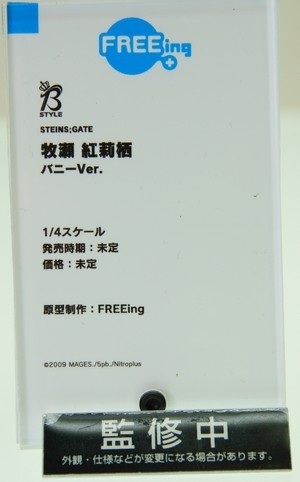 FREEing
B
STYLE
STEINS;GATE
牧瀬 紅莉栖
バニーVer.
1/4スケール
発売時期：未定
価格：未定
原型制作：FREEing
©2009 MAGES./5pb./Nitroplus
監修中
外観・仕様などが変更になる場合があります。